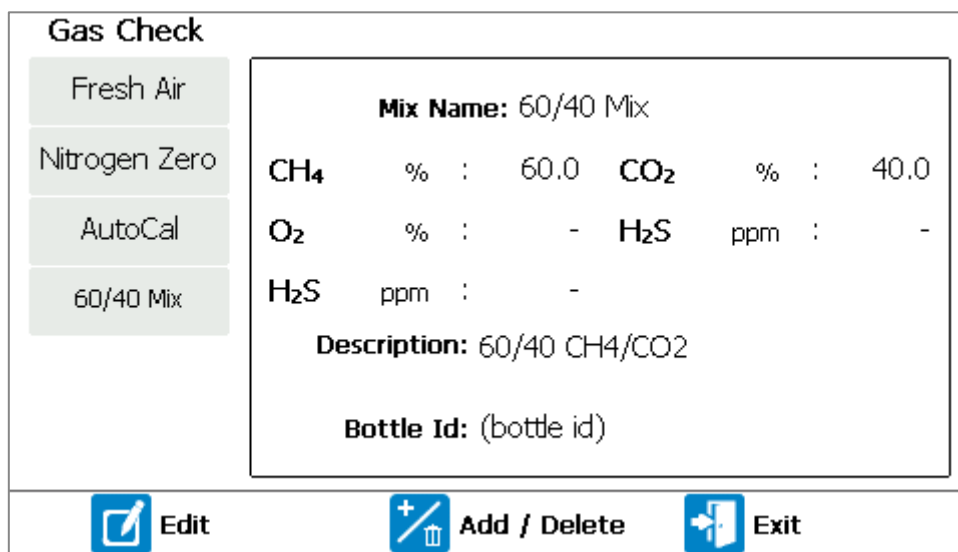 Gas Check
Fresh Air
Nitrogen Zero
AutoCal
60/40 Mix
Mix Name: 60/40 Mix
CH₄ % : 60.0 CO₂ % : 40.0
O₂ % : - H₂S ppm : -
H₂S ppm : -
Description: 60/40 CH4/CO2
Bottle Id: (bottle id)
Edit Add / Delete Exit